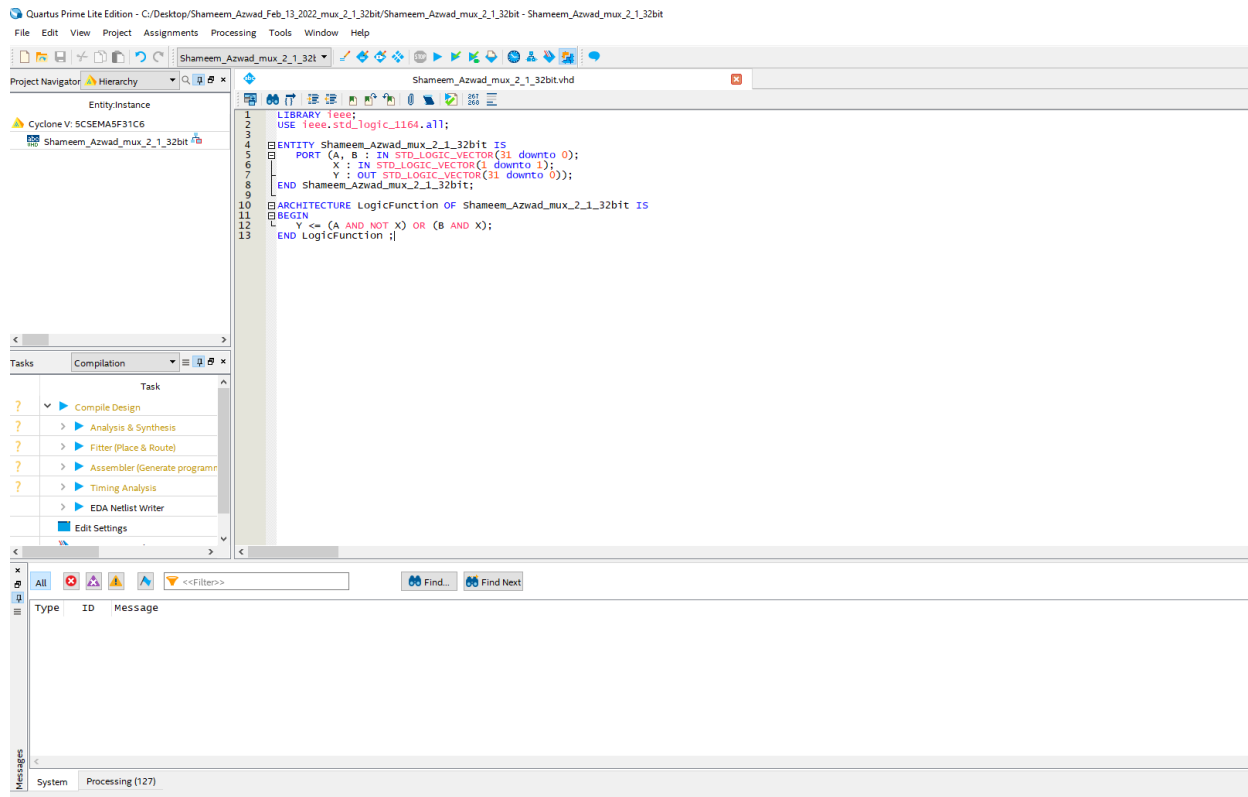 Quartus Prime Lite Edition - C:/Desktop/Shameem_Azwad_Feb_13_2022_mux_2_1_32bit/Shameem_Azwad_mux_2_1_32bit - Shameem_Azwad_mux_2_1_32bit
File Edit View Project Assignments Processing Tools Window Help
Shameem_Azwad_mux_2_1_32t
Project Navigator Hierarchy
Shameem_Azwad_mux_2_1_32bit.vhd
Entity:Instance
Cyclone V: 5CSEMA5F31C6
Shameem_Azwad_mux_2_1_32bit
267
268
1 LIBRARY ieee;
2 USE ieee.std_logic_1164.all;
3
4 ENTITY Shameem_Azwad_mux_2_1_32bit IS
5 PORT (A, B : IN STD_LOGIC_VECTOR(31 downto 0);
6 X : IN STD_LOGIC_VECTOR(1 downto 1);
7 Y : OUT STD_LOGIC_VECTOR(31 downto 0));
8 END Shameem_Azwad_mux_2_1_32bit;
9
10 ARCHITECTURE LogicFunction OF Shameem_Azwad_mux_2_1_32bit IS
11 BEGIN
12 Y <= (A AND NOT X) OR (B AND X);
13 END LogicFunction ;
Tasks Compilation
Task
? Compile Design
? Analysis & Synthesis
? Fitter (Place & Route)
? Assembler (Generate programr
? Timing Analysis
EDA Netlist Writer
Edit Settings
All <<Filter>> Find... Find Next
Type ID Message
Messages
System Processing (127)